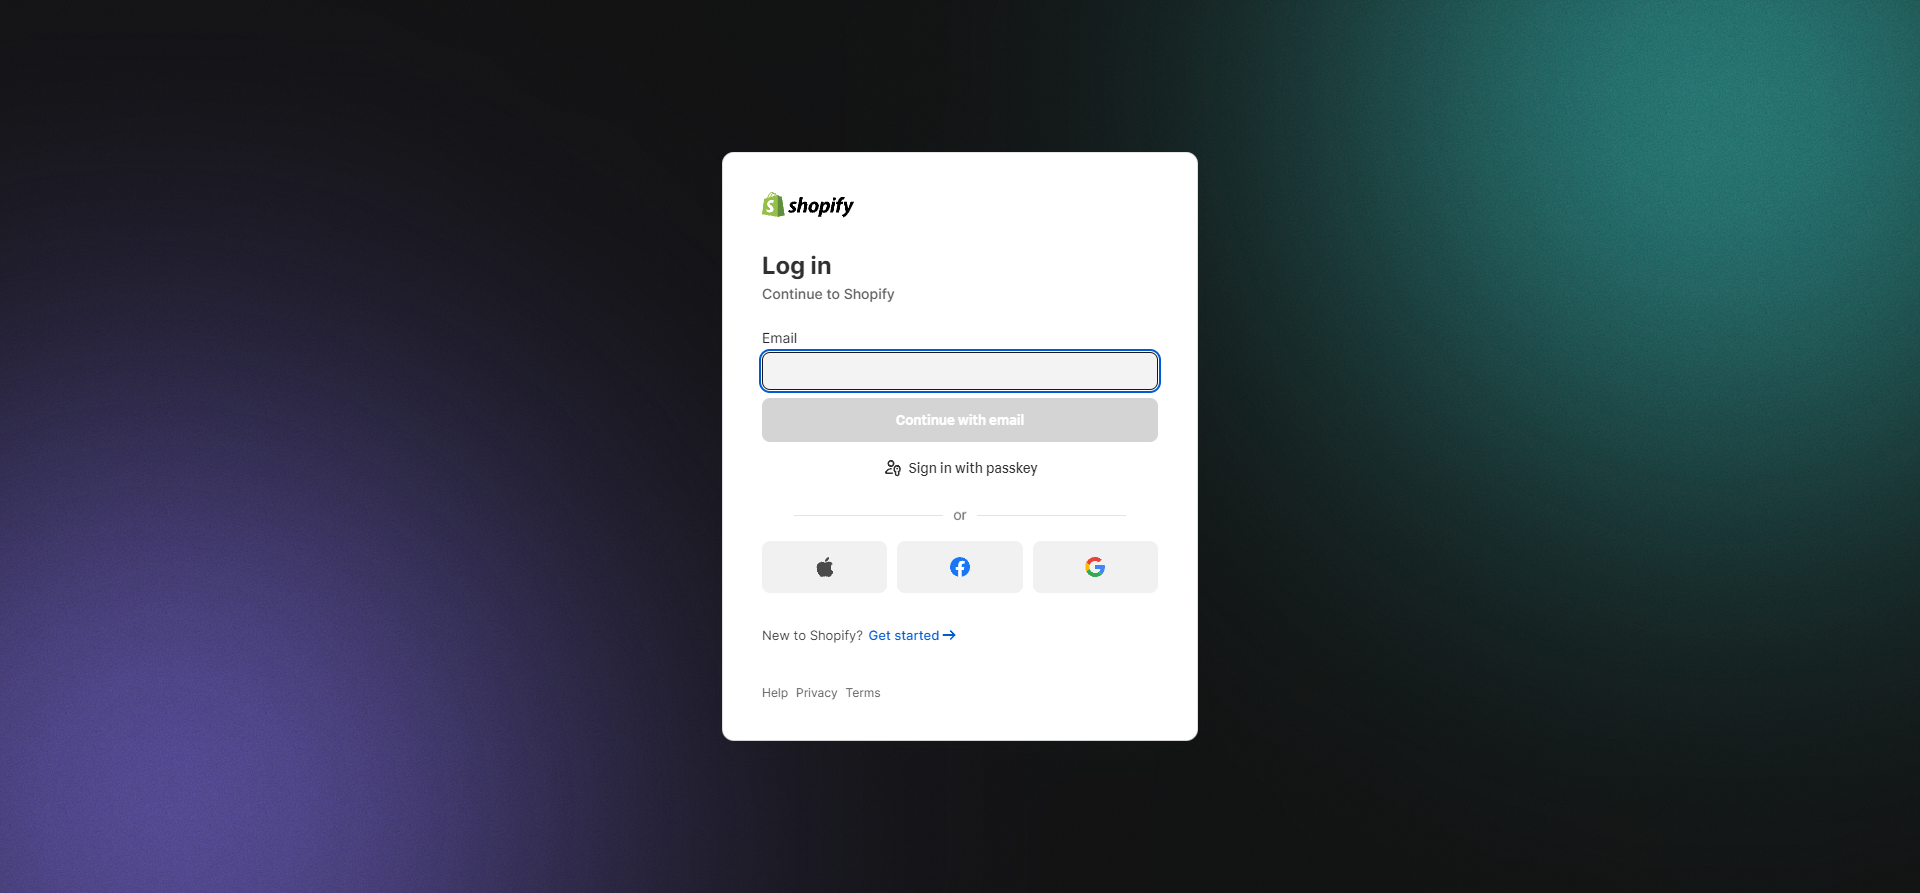 shopify
Log in
Continue to Shopify
Email
Continue with email
Sign in with passkey
or
New to Shopify? Get started
Help Privacy Terms